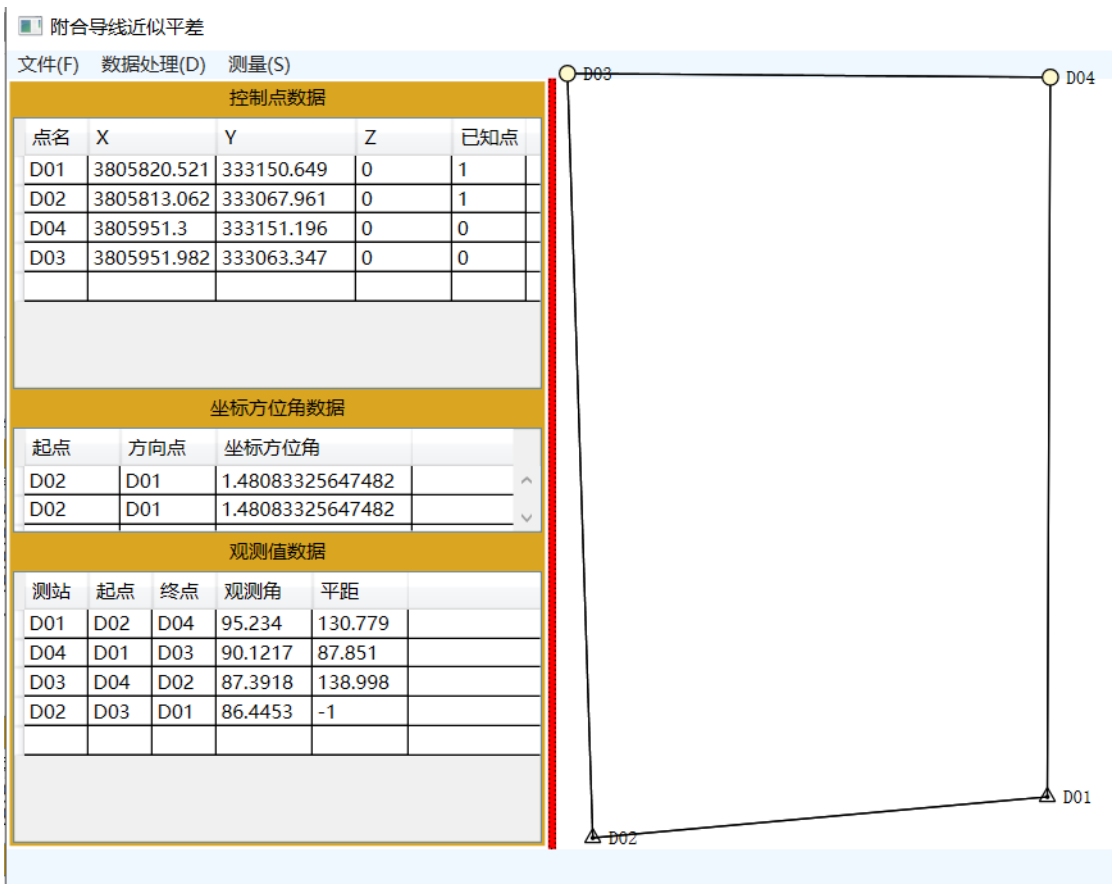 附合导线近似平差
文件(F) 数据处理(D) 测量(S)
控制点数据
点名 X Y Z 已知点
D01 3805820.521 333150.649 0 1
D02 3805813.062 333067.961 0 1
D04 3805951.3 333151.196 0 0
D03 3805951.982 333063.347 0 0
坐标方位角数据
起点 方向点 坐标方位角
D02 D01 1.48083325647482
D02 D01 1.48083325647482
观测值数据
测站 起点 终点 观测角 平距
D01 D02 D04 95.234 130.779
D04 D01 D03 90.1217 87.851
D03 D04 D02 87.3918 138.998
D02 D03 D01 86.4453 -1
D03
D04
D01
D02